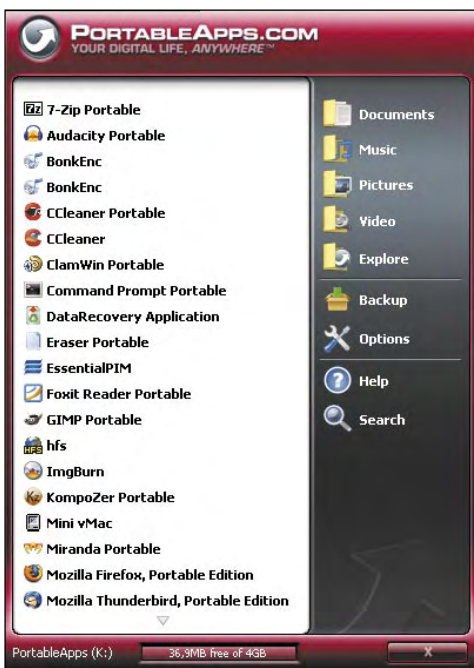 PORTABLEAPPS.COM
YOUR DIGITAL LIFE, ANYWHERE™
7z 7-Zip Portable
Audacity Portable
BonkEnc
BonkEnc
CCleaner Portable
CCleaner
ClamWin Portable
Command Prompt Portable
DataRecovery Application
Eraser Portable
EssentialPIM
Foxit Reader Portable
GIMP Portable
HFS hfs
ImgBurn
KompoZer Portable
Mini vMac
Miranda Portable
Mozilla Firefox, Portable Edition
Mozilla Thunderbird, Portable Edition
Documents
Music
Pictures
Video
Explore
Backup
Options
? Help
Search
PortableApps (K:)
36,9MB free of 4GB
X